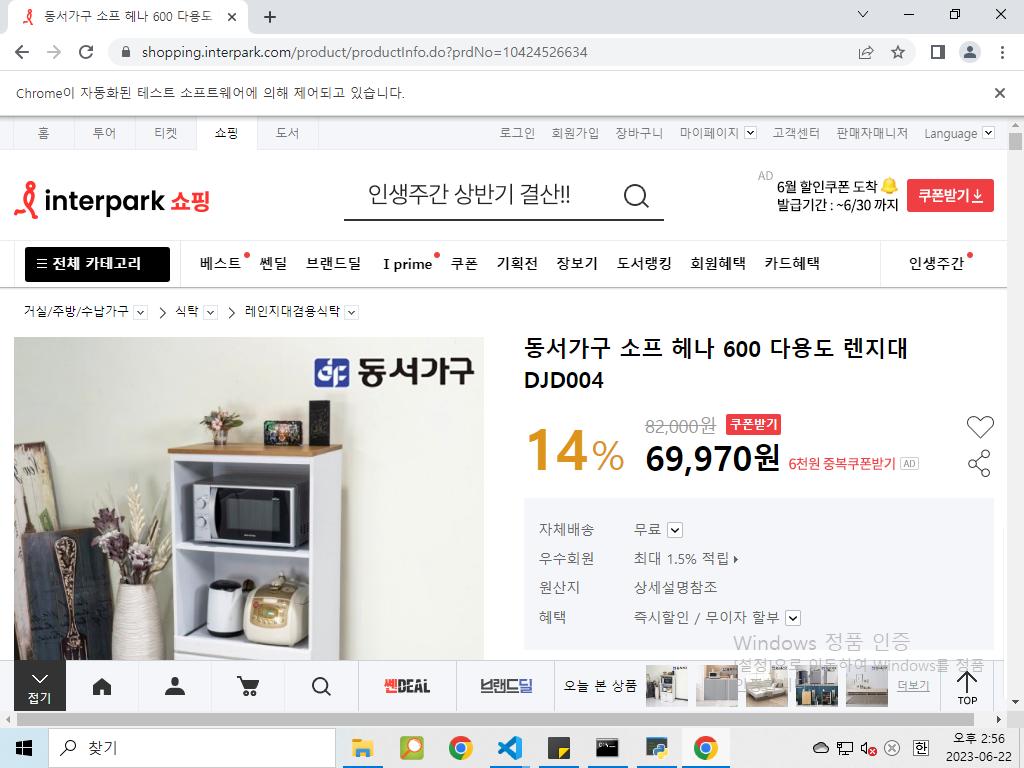 동서가구 소프 헤나 600 다용도
shopping.interpark.com/product/productInfo.do?prdNo=10424526634
Chrome이 자동화된 테스트 소프트웨어에 의해 제어되고 있습니다.
홈 투어 티켓 쇼핑 도서 로그인 회원가입 장바구니 마이페이지 고객센터 판매자매니저 Language
interpark 쇼핑
인생주간 상반기 결산!!
AD
6월 할인쿠폰 도착
발급기간 : ~6/30 까지
쿠폰받기
전체 카테고리 베스트 쎈딜 브랜드딜 I prime 쿠폰 기획전 장보기 도서랭킹 회원혜택 카드혜택 인생주간
거실/주방/수납가구 식탁 레인지대겸용식탁
동서가구
동서가구 소프 헤나 600 다용도 렌지대
DJD004
14%
82,000원 쿠폰받기
69,970원 6천원 중복쿠폰받기 AD
자체배송 무료
우수회원 최대 1.5% 적립
원산지 상세설명참조
혜택 즉시할인 / 무이자 할부
Windows 정품 인증
[설정]으로 이동하여 Windows를 정품
접기
쎈DEAL
브랜드딜
오늘 본 상품
더보기
TOP
찾기
한
오후 2:56
2023-06-22